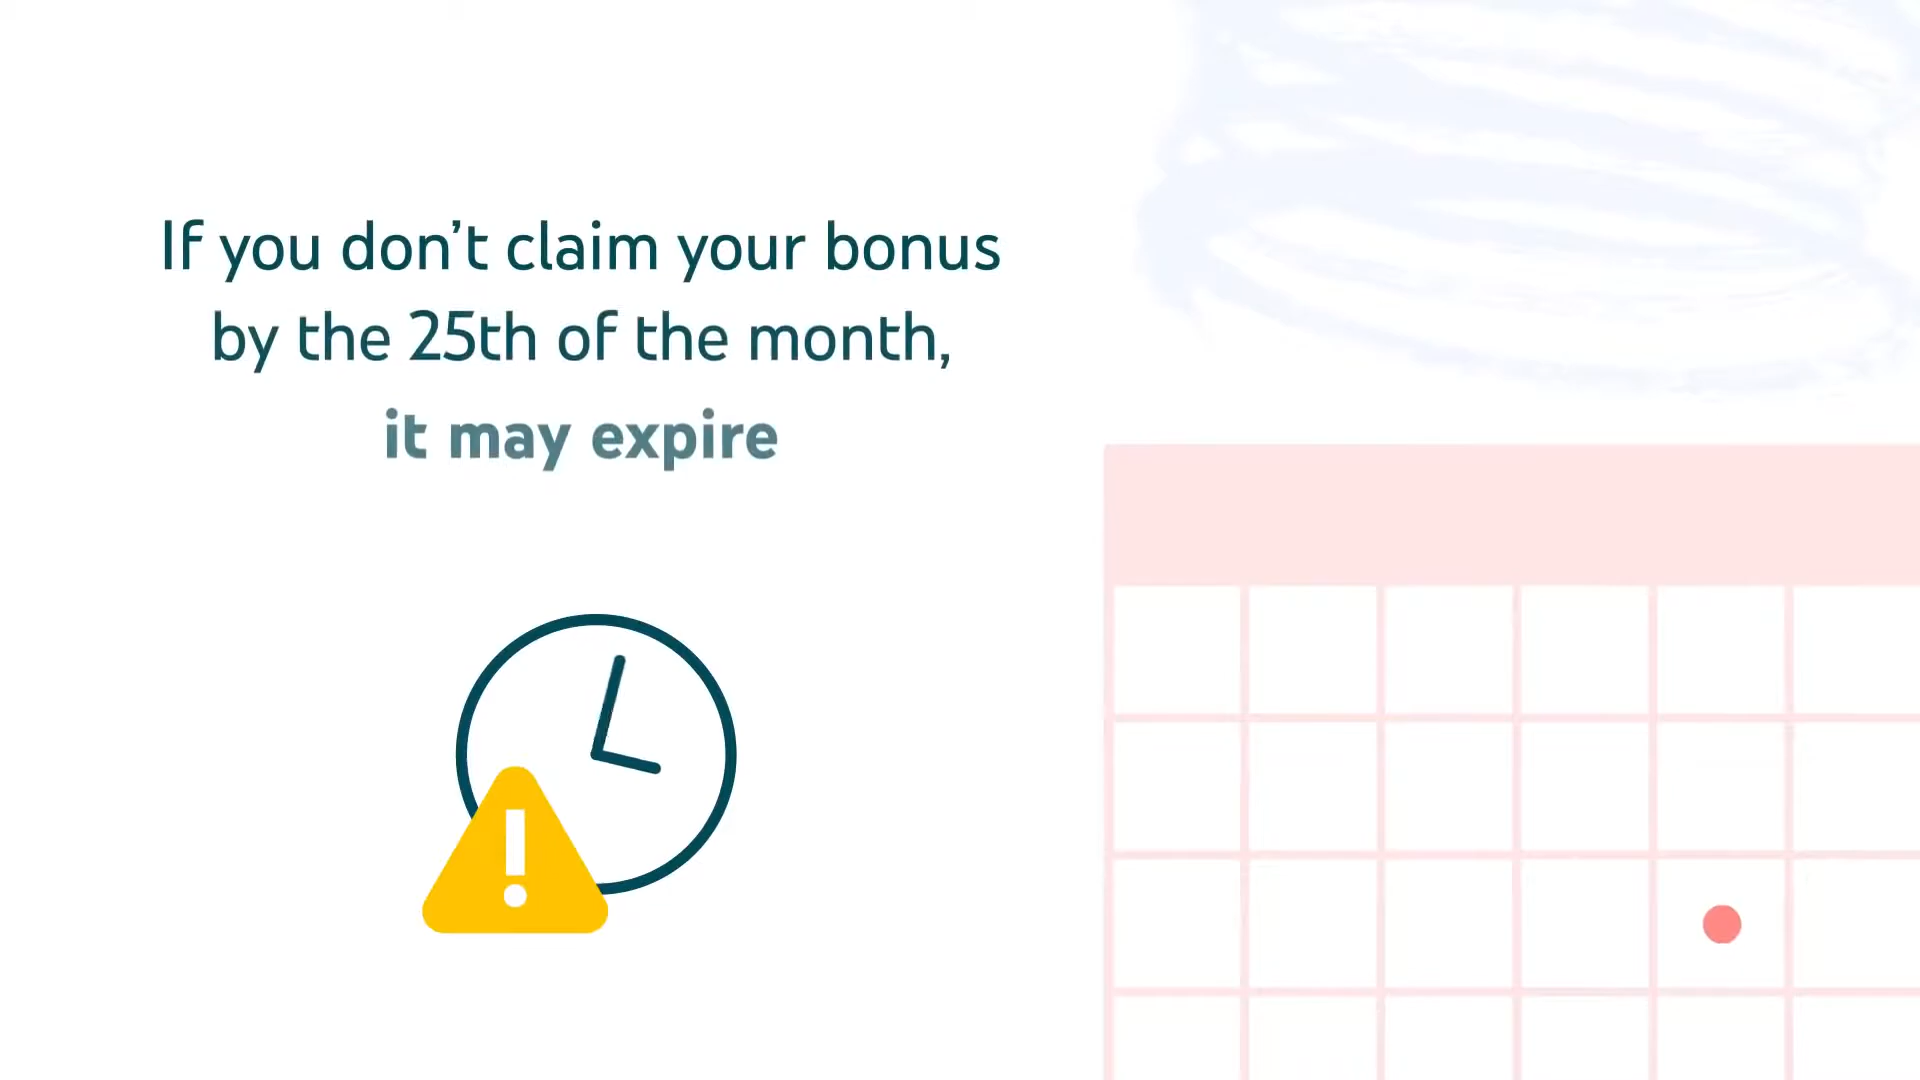 If you don’t claim your bonus
by the 25th of the month,
it may expire